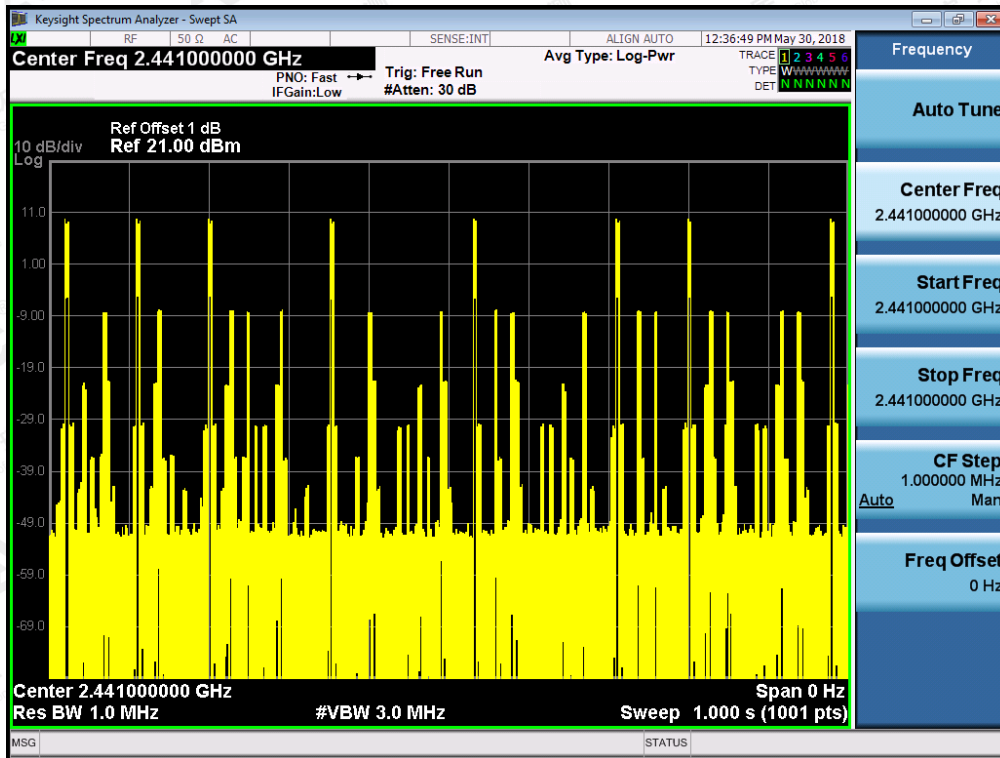 Keysight Spectrum Analyzer - Swept SA
LXI RF 50 Ω AC SENSE:INT ALIGN AUTO 12:36:49 PM May 30, 2018
Center Freq 2.441000000 GHz
PNO: Fast
IFGain:Low
Trig: Free Run
#Atten: 30 dB
Avg Type: Log-Pwr
TRACE 1 2 3 4 5 6
TYPE W
DET N N N N N N
Ref Offset 1 dB
10 dB/div Ref 21.00 dBm
Log
11.0
1.00
-9.00
-19.0
-29.0
-39.0
-49.0
-59.0
-69.0
Center 2.441000000 GHz Span 0 Hz
Res BW 1.0 MHz #VBW 3.0 MHz Sweep 1.000 s (1001 pts)
MSG STATUS
Frequency
Auto Tune
Center Freq
2.441000000 GHz
Start Freq
2.441000000 GHz
Stop Freq
2.441000000 GHz
CF Step
1.000000 MHz
Auto Man
Freq Offset
0 Hz